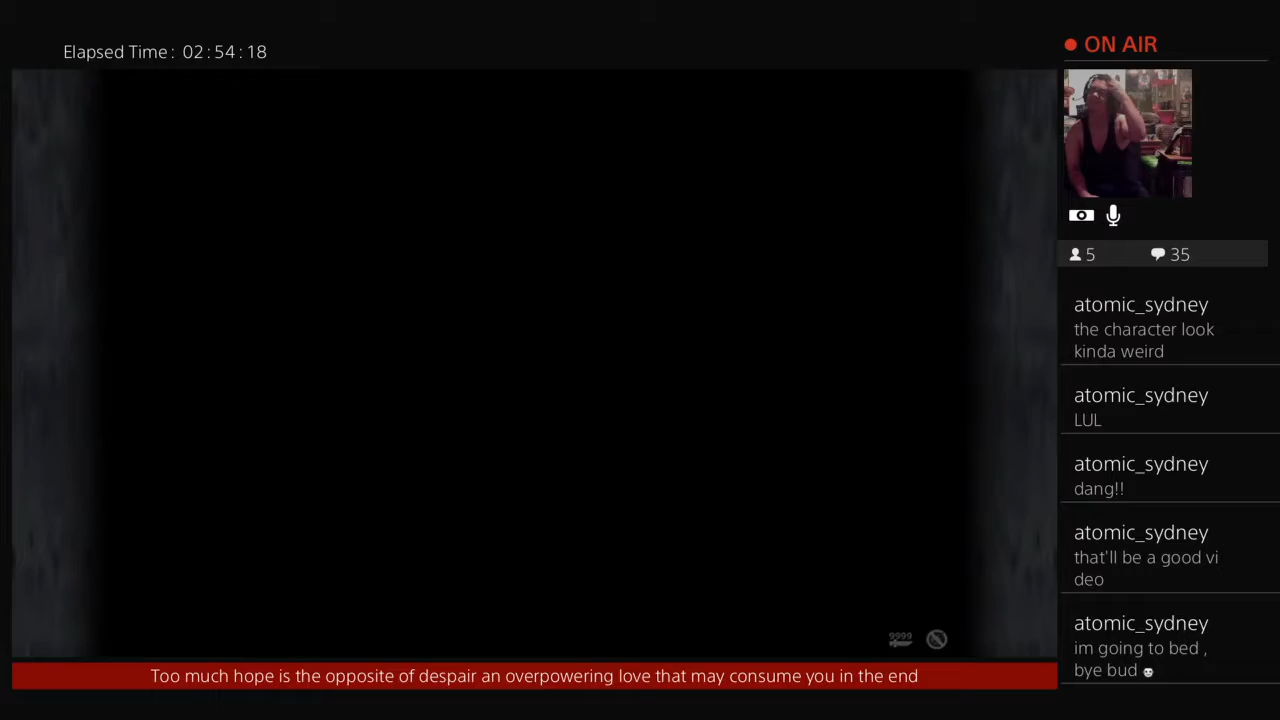 Elapsed Time: 02:54:18
ON AIR
5 35
atomic_sydney
the character look
kinda weird
atomic_sydney
LUL
atomic_sydney
dang!!
atomic_sydney
that'll be a good vi
deo
atomic_sydney
im going to bed ,
bye bud
9999
Too much hope is the opposite of despair an overpowering love that may consume you in the end